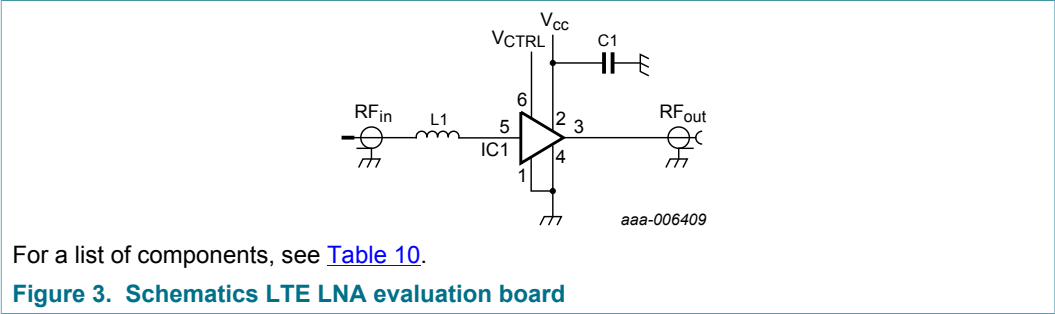 Vcc
VCTRL
C1
6
RFin
L1
5
2
3
RFout
IC1
4
1
aaa-006409
For a list of components, see Table 10.
Figure 3. Schematics LTE LNA evaluation board